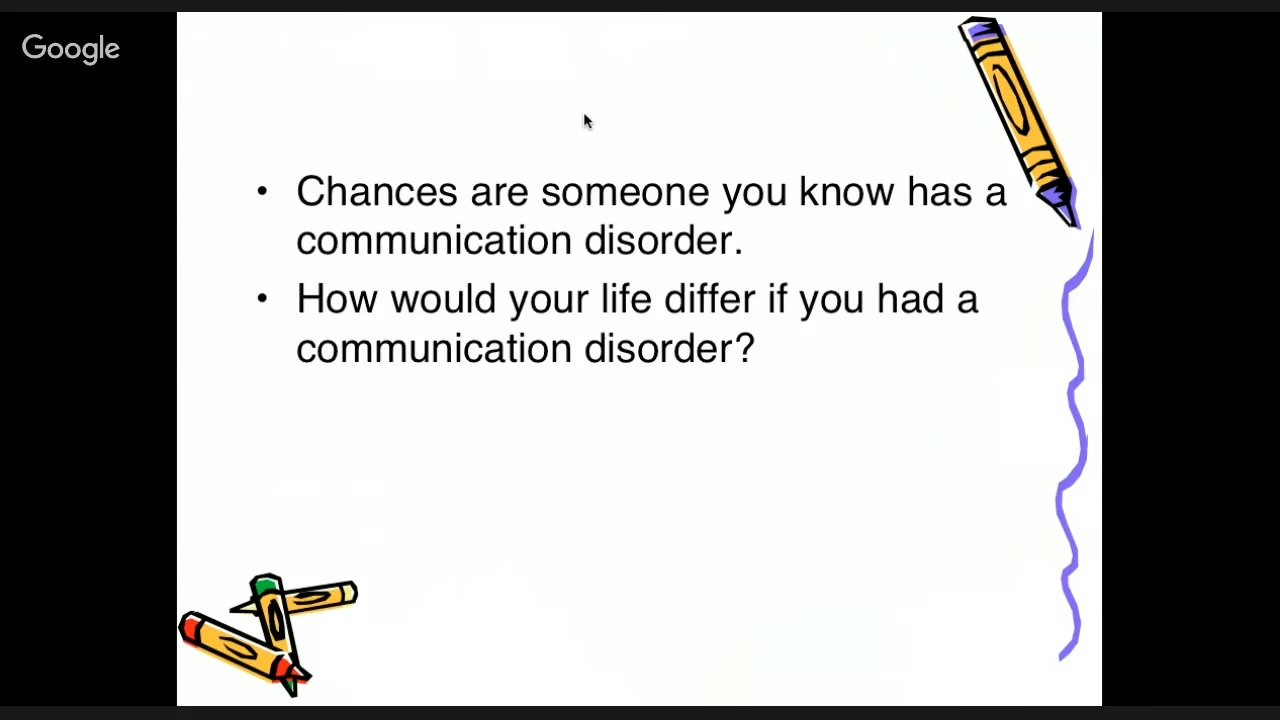 Google
• Chances are someone you know has a
communication disorder.
• How would your life differ if you had a
communication disorder?